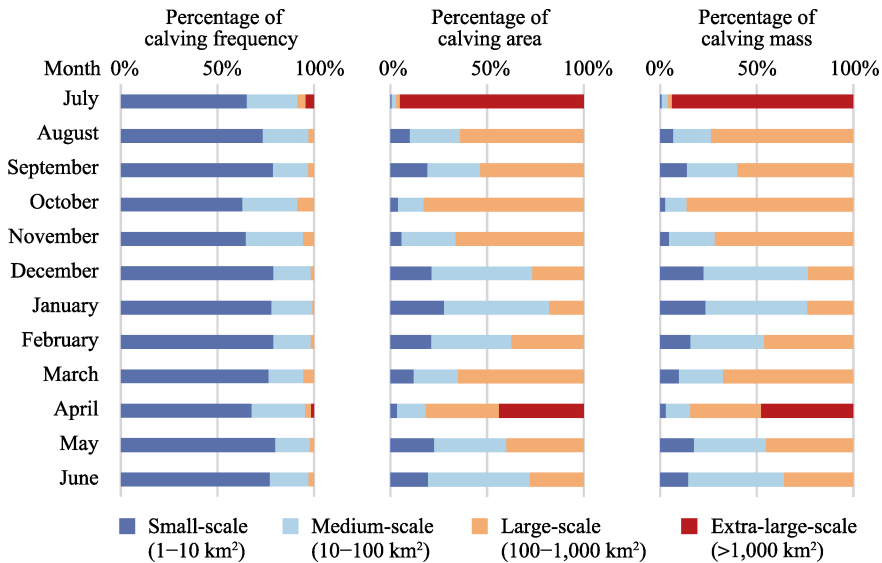 Percentage of calving frequency
Percentage of calving area
Percentage of calving mass
Month 0% 50% 100% 0% 50% 100% 0% 50% 100%
July
August
September
October
November
December
January
February
March
April
May
June
Small-scale (1−10 km²)
Medium-scale (10−100 km²)
Large-scale (100−1,000 km²)
Extra-large-scale (>1,000 km²)